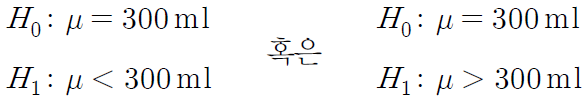 H₀: μ = 300 ml
H₁: μ < 300 ml
혹은
H₀: μ = 300 ml
H₁: μ > 300 ml